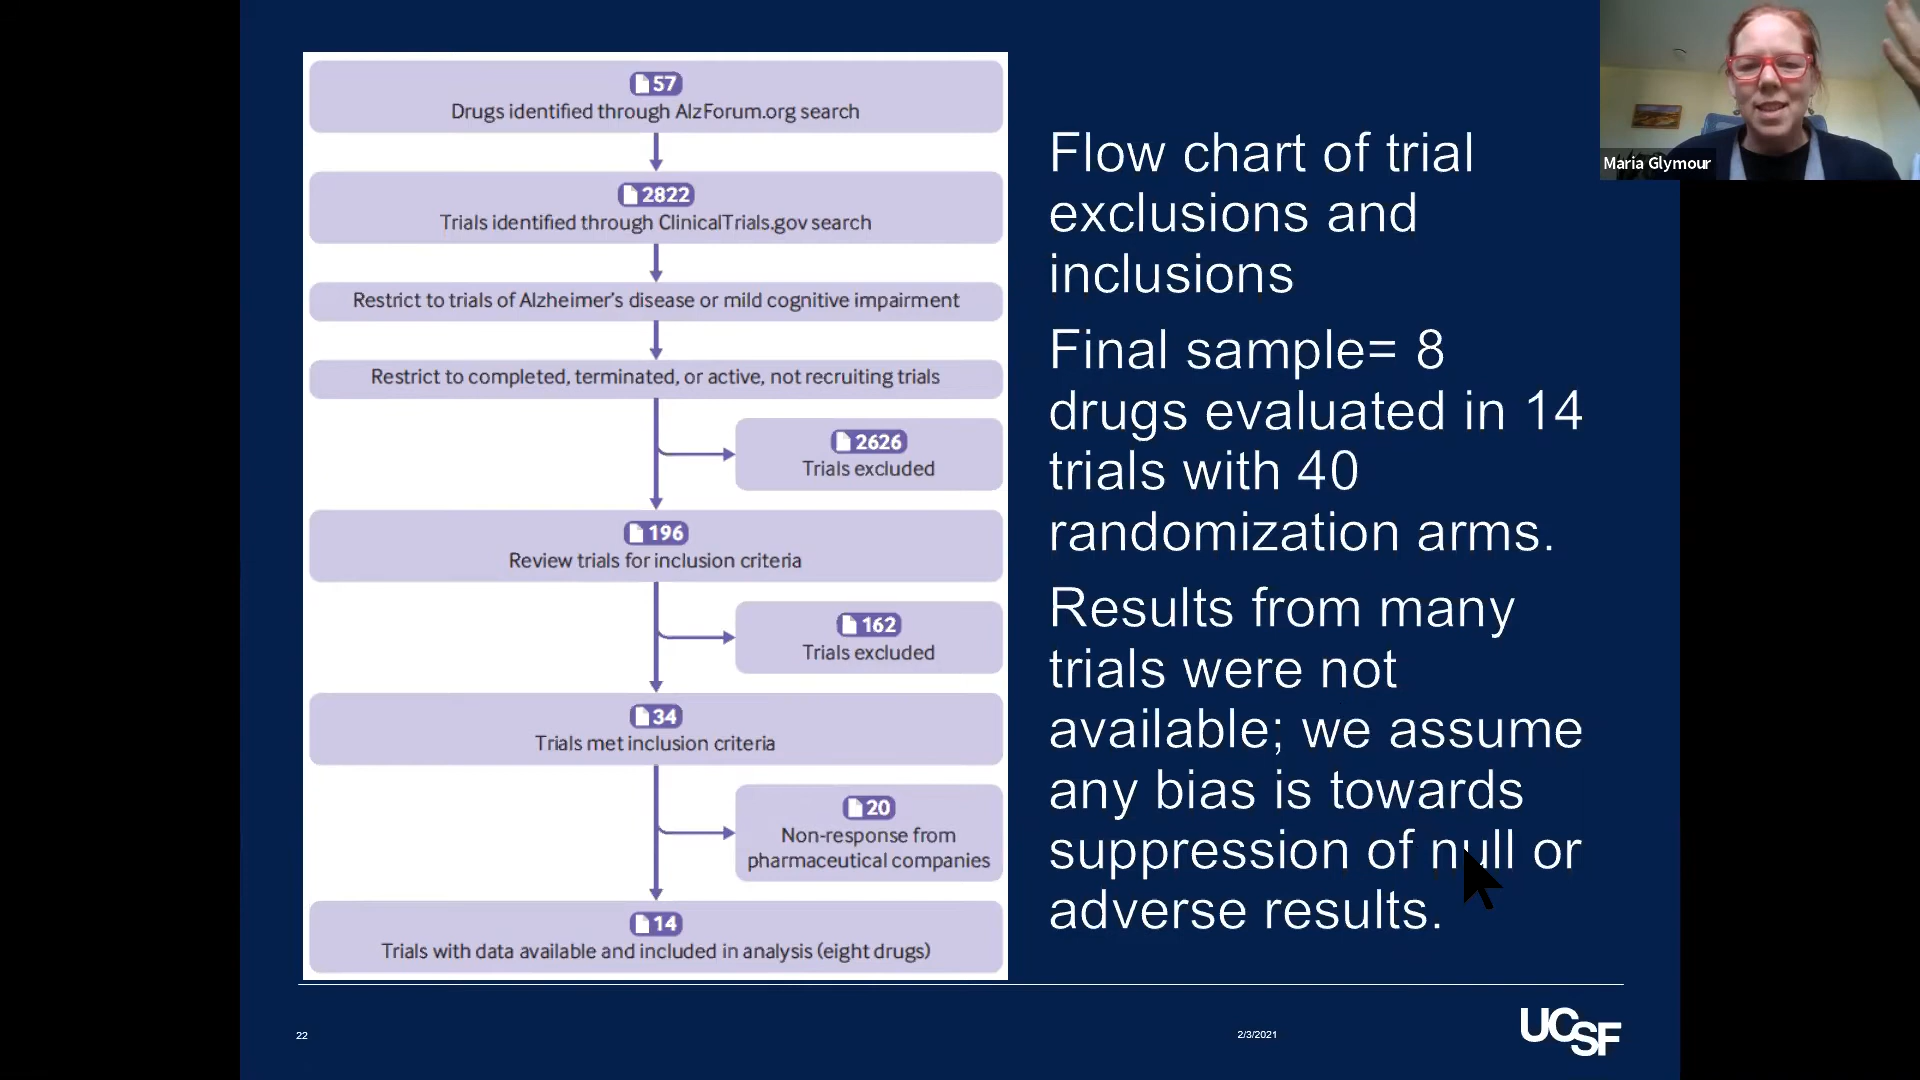 57
Drugs identified through AlzForum.org search
2822
Trials identified through ClinicalTrials.gov search
Restrict to trials of Alzheimer's disease or mild cognitive impairment
Restrict to completed, terminated, or active, not recruiting trials
2626
Trials excluded
196
Review trials for inclusion criteria
162
Trials excluded
34
Trials met inclusion criteria
20
Non-response from
pharmaceutical companies
14
Trials with data available and included in analysis (eight drugs)
Flow chart of trial
exclusions and
inclusions
Final sample= 8
drugs evaluated in 14
trials with 40
randomization arms.
Results from many
trials were not
available; we assume
any bias is towards
suppression of null or
adverse results.
Maria Glymour
22
2/3/2021
UCSF